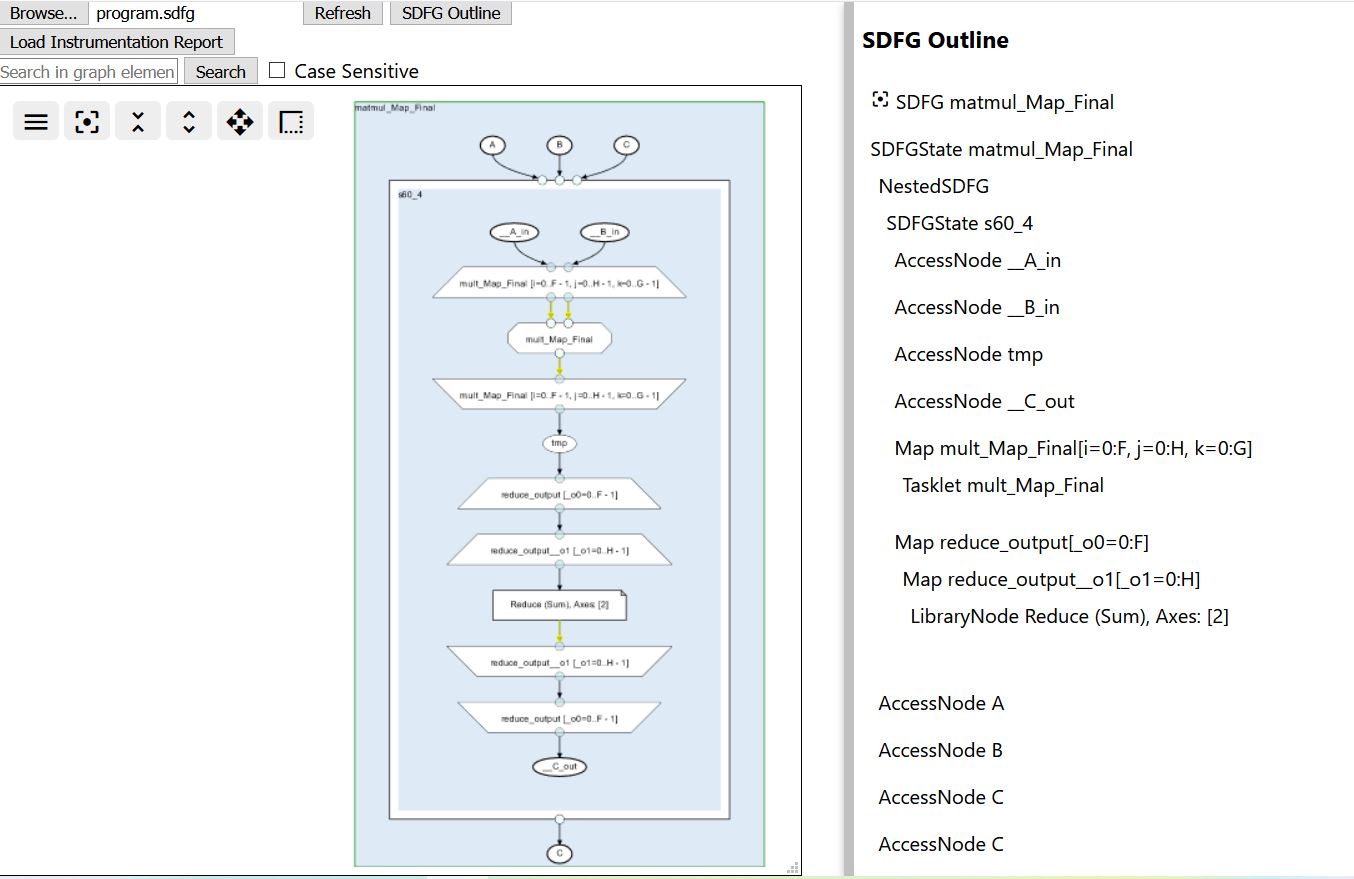 Browse... program.sdfg Refresh SDFG Outline
Load Instrumentation Report
Search in graph elemen Search Case Sensitive
matmul_Map_Final
A B C
s60_4
__A_in __B_in
mult_Map_Final [i=0..F - 1, j=0..H - 1, k=0..G - 1]
mult_Map_Final
mult_Map_Final [i=0..F - 1, j=0..H - 1, k=0..G - 1]
tmp
reduce_output [_o0=0..F - 1]
reduce_output__o1 [_o1=0..H - 1]
Reduce (Sum), Axes: [2]
reduce_output__o1 [_o1=0..H - 1]
reduce_output [_o0=0..F - 1]
__C_out
C
SDFG Outline
SDFG matmul_Map_Final
SDFGState matmul_Map_Final
NestedSDFG
SDFGState s60_4
AccessNode __A_in
AccessNode __B_in
AccessNode tmp
AccessNode __C_out
Map mult_Map_Final[i=0:F, j=0:H, k=0:G]
Tasklet mult_Map_Final
Map reduce_output[_o0=0:F]
Map reduce_output__o1[_o1=0:H]
LibraryNode Reduce (Sum), Axes: [2]
AccessNode A
AccessNode B
AccessNode C
AccessNode C